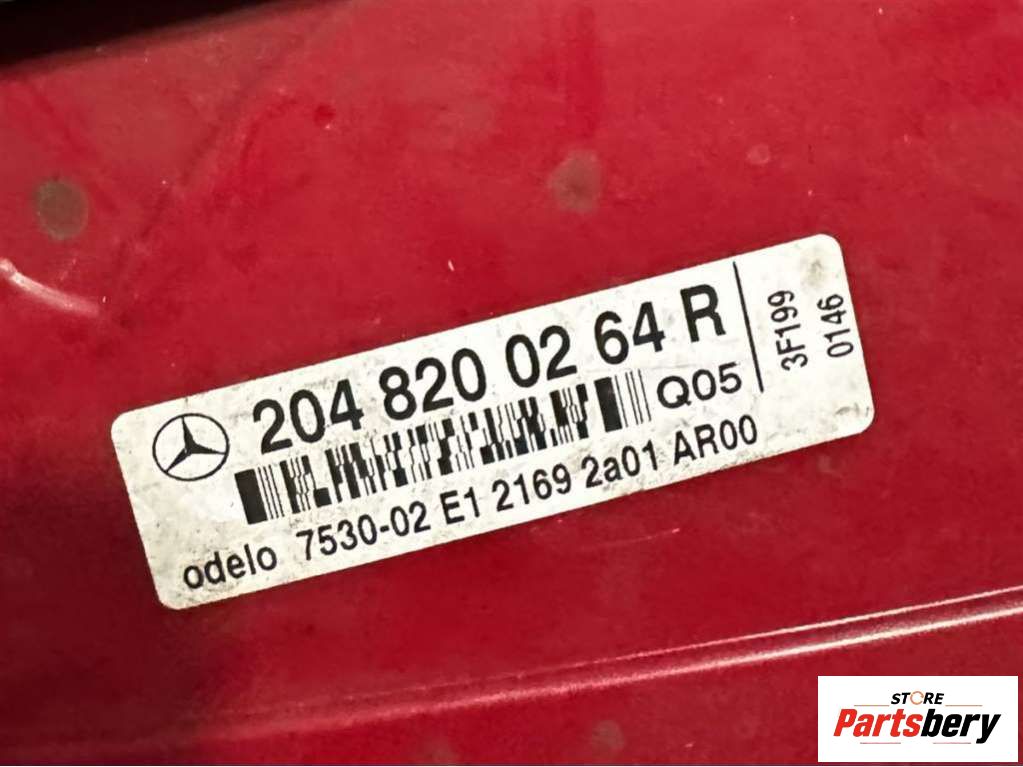 204 820 02 64 R
Q05
odelo 7530-02 E1 2169 2a01 AR00
3F199
0146
STORE
Partsbery